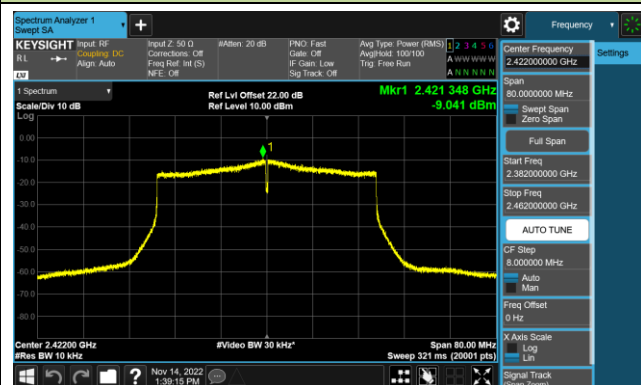 Spectrum Analyzer 1
Swept SA
Frequency
KEYSIGHT
Input: RF
Coupling: DC
Align: Auto
Input Z: 50 Ω
Corrections: Off
Freq Ref: Int (S)
NFE: Off
#Atten: 20 dB
PNO: Fast
Gate: Off
IF Gain: Low
Sig Track: Off
Avg Type: Power (RMS)
Avg|Hold: 100/100
Trig: Free Run
1 2 3 4 5 6
A W W W W W
A N N N N N
R L
LXI
1 Spectrum
Scale/Div 10 dB
Ref Lvl Offset 22.00 dB
Ref Level 10.00 dBm
Mkr1 2.421 348 GHz
-9.041 dBm
Log
0.00
-10.0
-20.0
-30.0
-40.0
-50.0
-60.0
-70.0
-80.0
1
Center 2.42200 GHz
#Res BW 10 kHz
#Video BW 30 kHz*
Span 80.00 MHz
Sweep 321 ms (20001 pts)
Nov 14, 2022
1:39:15 PM
Center Frequency
2.422000000 GHz
Settings
Span
80.0000000 MHz
Swept Span
Zero Span
Full Span
Start Freq
2.382000000 GHz
Stop Freq
2.462000000 GHz
AUTO TUNE
CF Step
8.000000 MHz
Auto
Man
Freq Offset
0 Hz
X Axis Scale
Log
Lin
Signal Track
(Span Zoom)